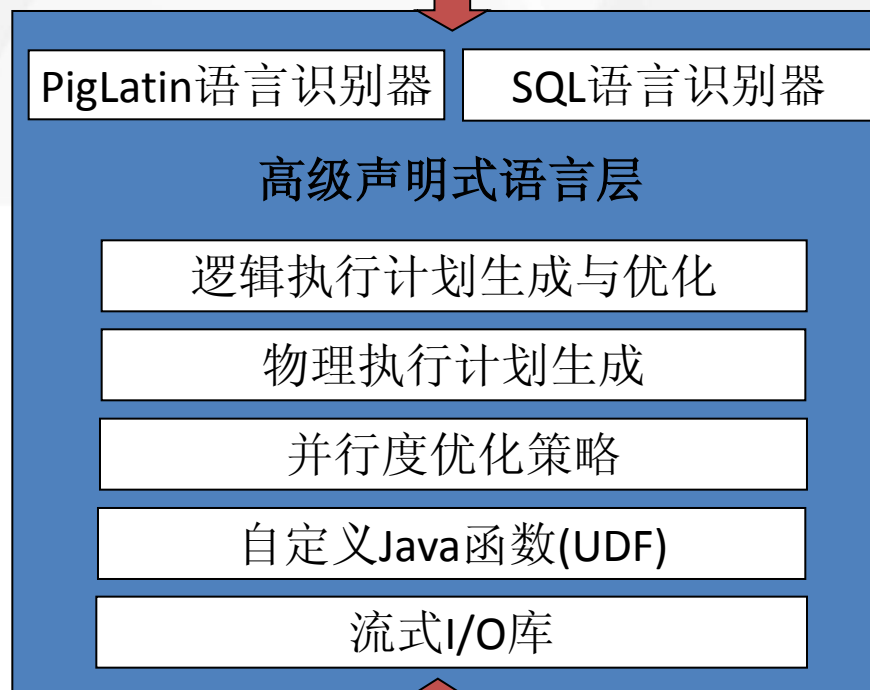 PigLatin语言识别器
SQL语言识别器
高级声明式语言层
逻辑执行计划生成与优化
物理执行计划生成
并行度优化策略
自定义Java函数(UDF)
流式I/O库